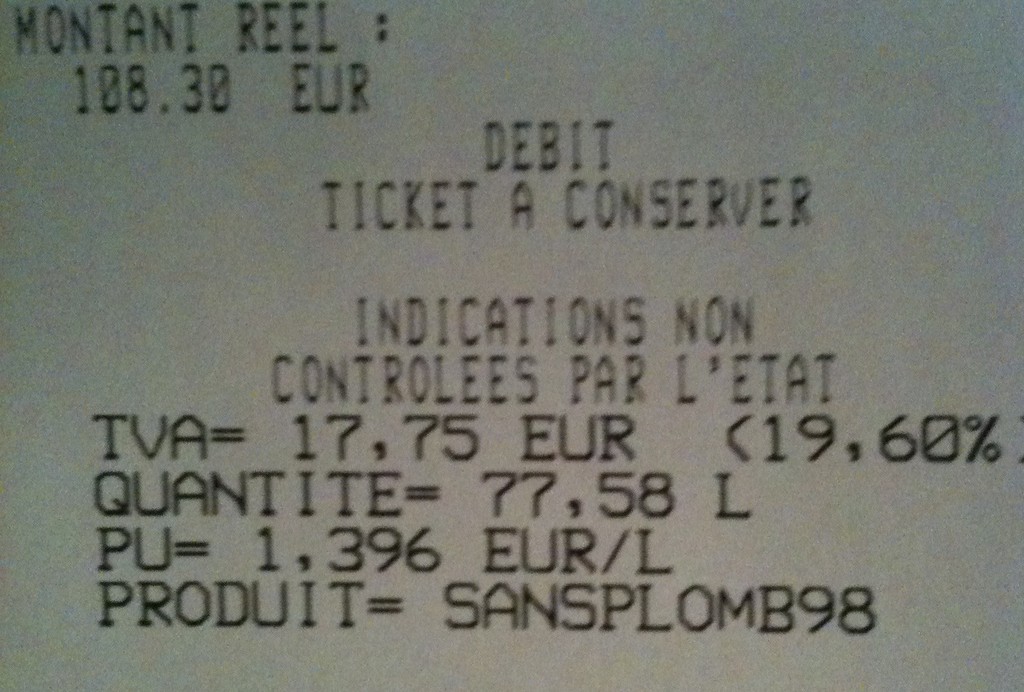 MONTANT REEL :
108.30 EUR
DEBIT
TICKET A CONSERVER
INDICATIONS NON
CONTROLEES PAR L'ETAT
TVA= 17,75 EUR (19,60%)
QUANTITE= 77,58 L
PU= 1,396 EUR/L
PRODUIT= SANSPLOMB98